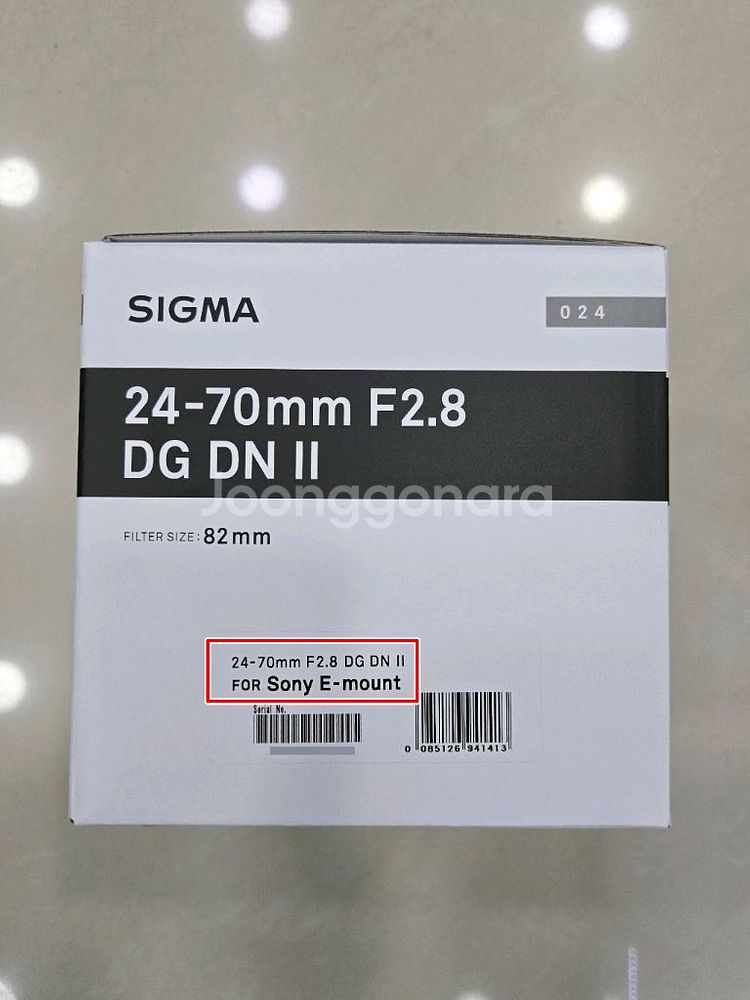 SIGMA
024
24-70mm F2.8
DG DN II
Joonggonara
FILTER SIZE: 82mm
24-70mm F2.8 DG DN II
FOR Sony E-mount
Serial No.
0 085126 941413